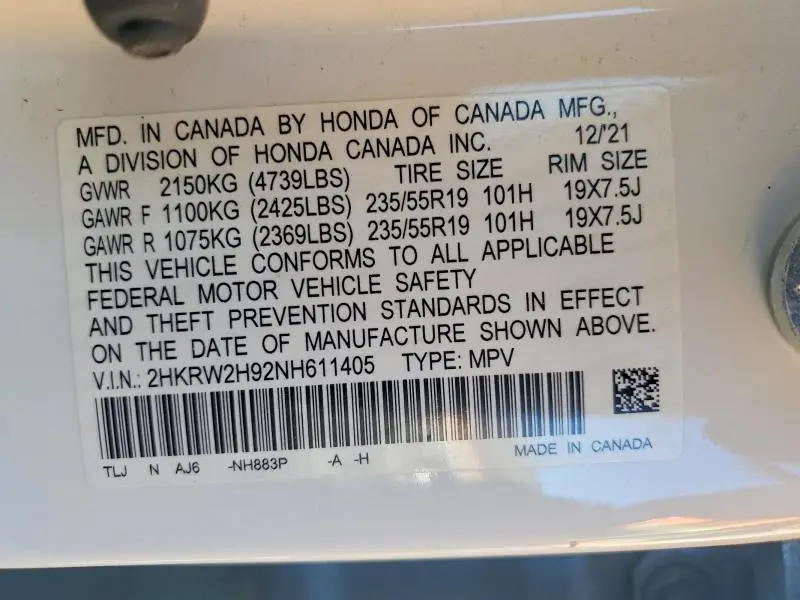 MFD. IN CANADA BY HONDA OF CANADA MFG.,
A DIVISION OF HONDA CANADA INC. 12/'21
GVWR 2150KG (4739LBS) TIRE SIZE RIM SIZE
GAWR F 1100KG (2425LBS) 235/55R19 101H 19X7.5J
GAWR R 1075KG (2369LBS) 235/55R19 101H 19X7.5J
THIS VEHICLE CONFORMS TO ALL APPLICABLE
FEDERAL MOTOR VEHICLE SAFETY
AND THEFT PREVENTION STANDARDS IN EFFECT
ON THE DATE OF MANUFACTURE SHOWN ABOVE.
V.I.N.: 2HKRW2H92NH611405 TYPE: MPV
TLJ N AJ6 -NH883P -A -H MADE IN CANADA